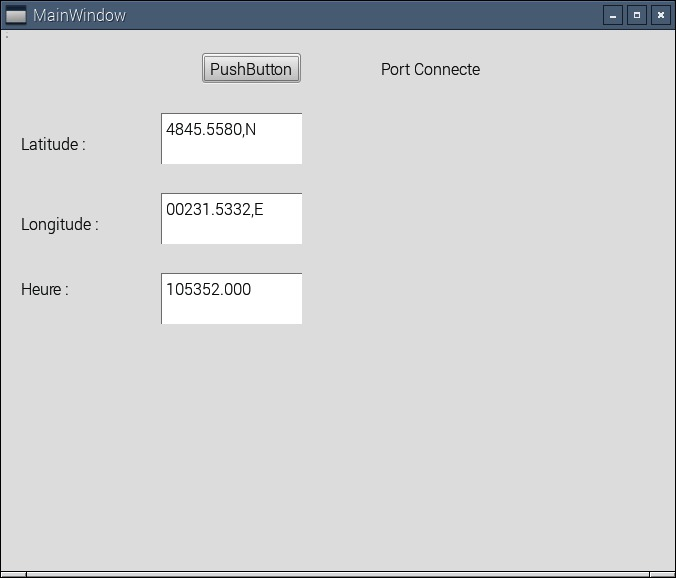 MainWindow
PushButton
Port Connecte
Latitude :
4845.5580,N
Longitude :
00231.5332,E
Heure :
105352.000